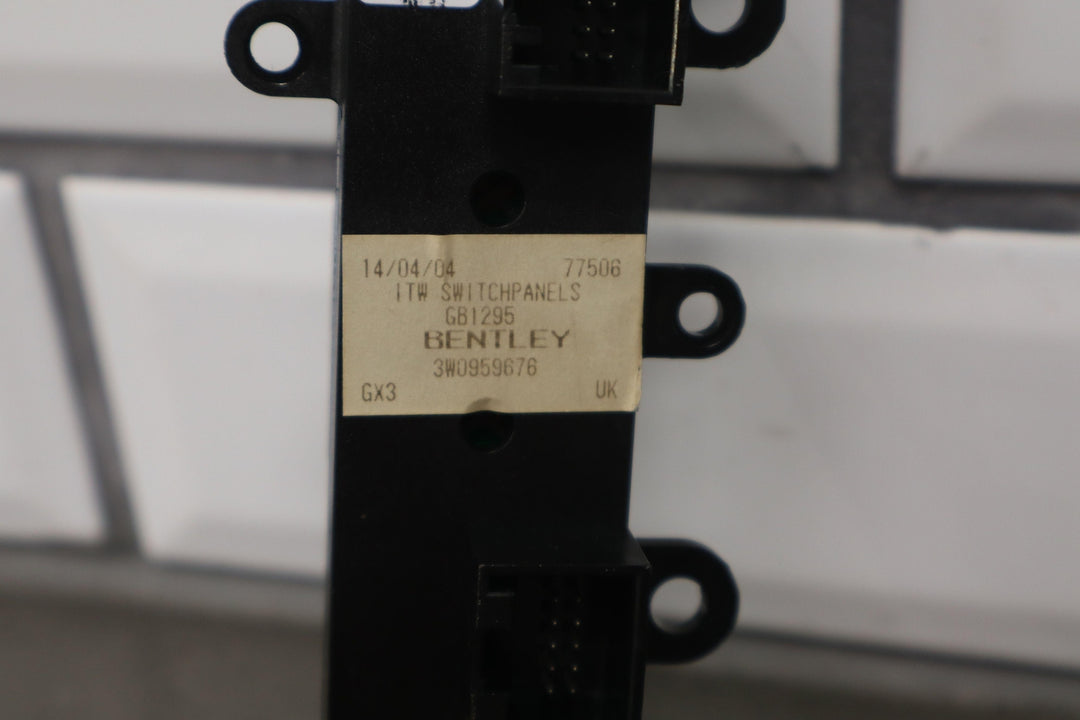 14/04/04 77506
ITW SWITCHPANELS
GB1295
BENTLEY
3W0959676
GX3 UK